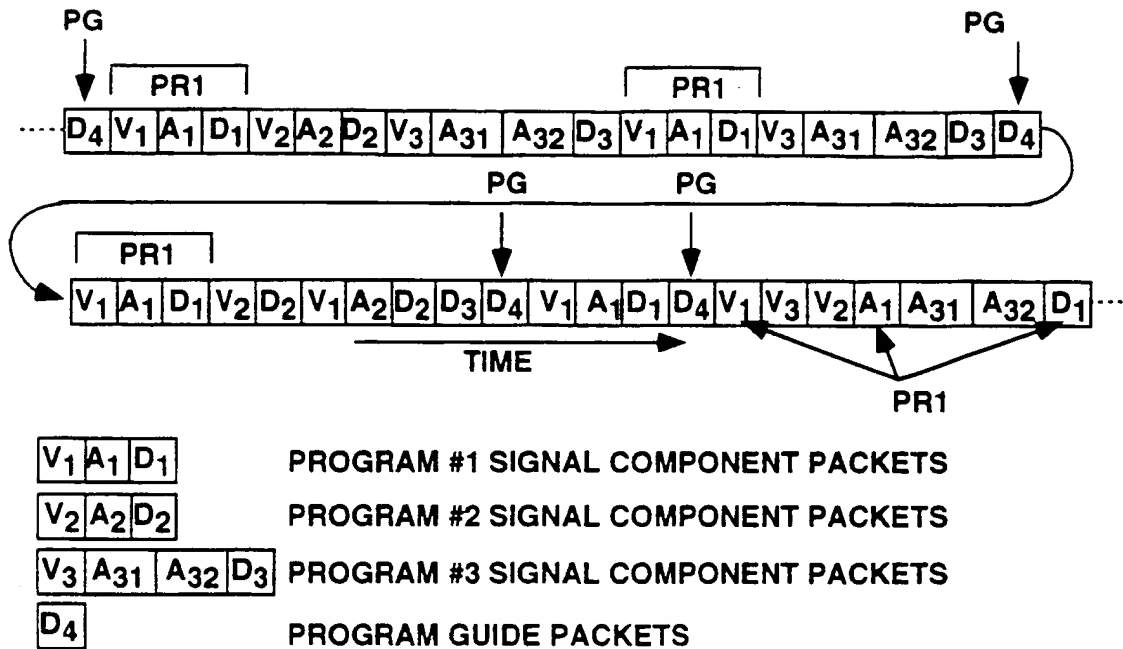 PG PG
PR1 PR1
D4 V1 A1 D1 V2 A2 D2 V3 A31 A32 D3 V1 A1 D1 V3 A31 A32 D3 D4
PG PG
PR1
V1 A1 D1 V2 D2 V1 A2 D2 D3 D4 V1 A1 D1 D4 V1 V3 V2 A1 A31 A32 D1
TIME
PR1
V1 A1 D1 PROGRAM #1 SIGNAL COMPONENT PACKETS
V2 A2 D2 PROGRAM #2 SIGNAL COMPONENT PACKETS
V3 A31 A32 D3 PROGRAM #3 SIGNAL COMPONENT PACKETS
D4 PROGRAM GUIDE PACKETS